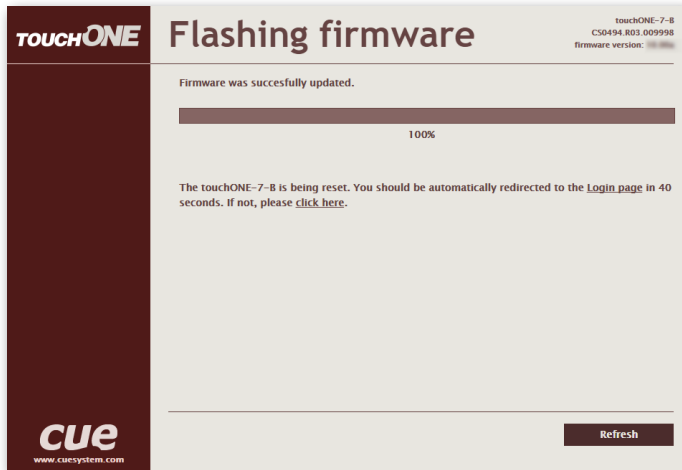 TOUCHONE
Flashing firmware
touchONE-7-B
CS0494.R03.009998
firmware version:
Firmware was succesfully updated.
100%
The touchONE-7-B is being reset. You should be automatically redirected to the Login page in 40
seconds. If not, please click here.
cue
www.cuesystem.com
Refresh